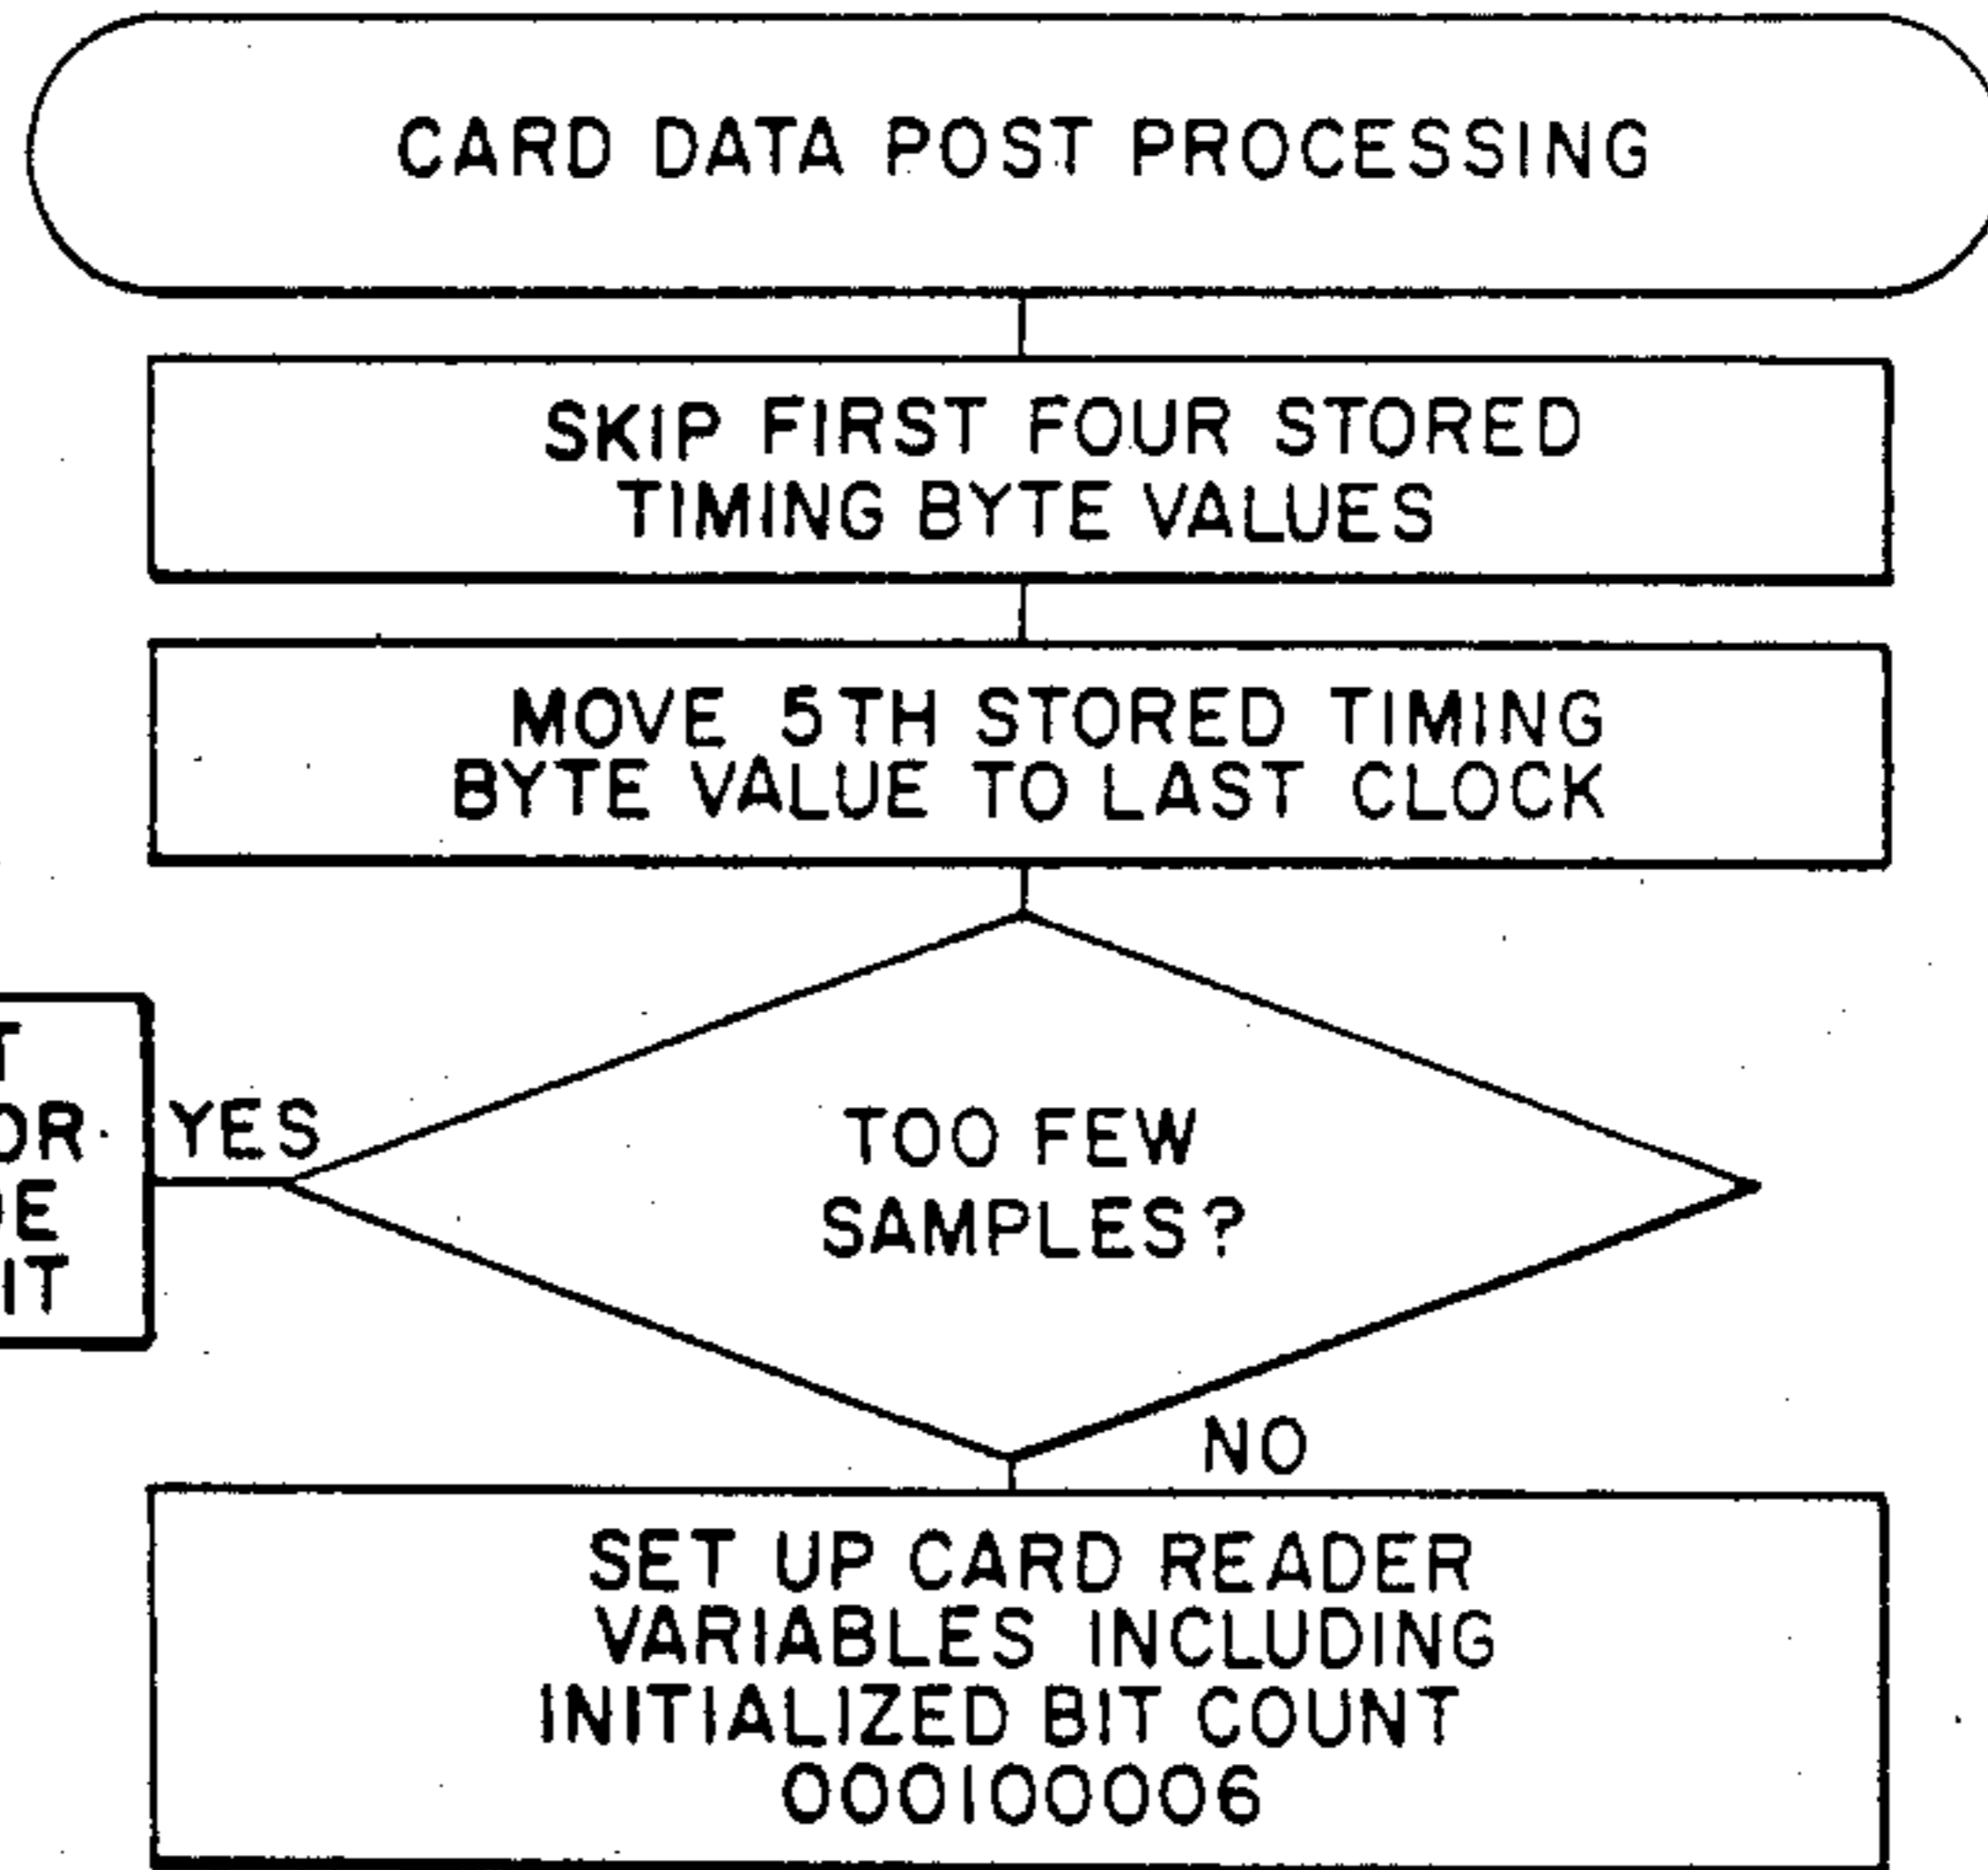 CARD DATA POST PROCESSING
SKIP FIRST FOUR STORED
TIMING BYTE VALUES
MOVE 5TH STORED TIMING
BYTE VALUE TO LAST CLOCK
YES
TOO FEW
SAMPLES?
NO
SET UP CARD READER
VARIABLES INCLUDING
INITIALIZED BIT COUNT
000100006